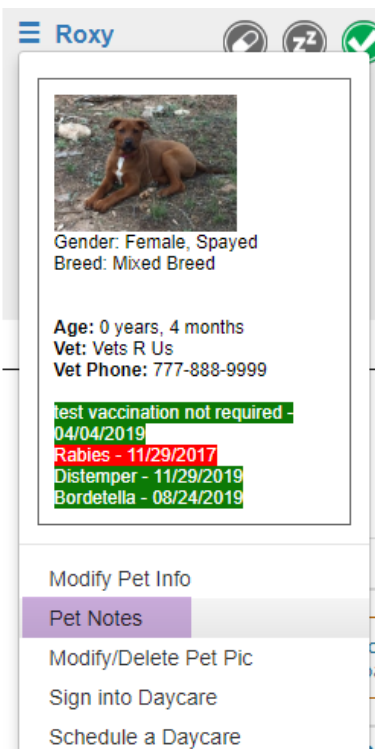 Roxy
zz
Gender: Female, Spayed
Breed: Mixed Breed
Age: 0 years, 4 months
Vet: Vets R Us
Vet Phone: 777-888-9999
test vaccination not required -
04/04/2019
Rabies - 11/29/2017
Distemper - 11/29/2019
Bordetella - 08/24/2019
Modify Pet Info
Pet Notes
Modify/Delete Pet Pic
Sign into Daycare
Schedule a Daycare